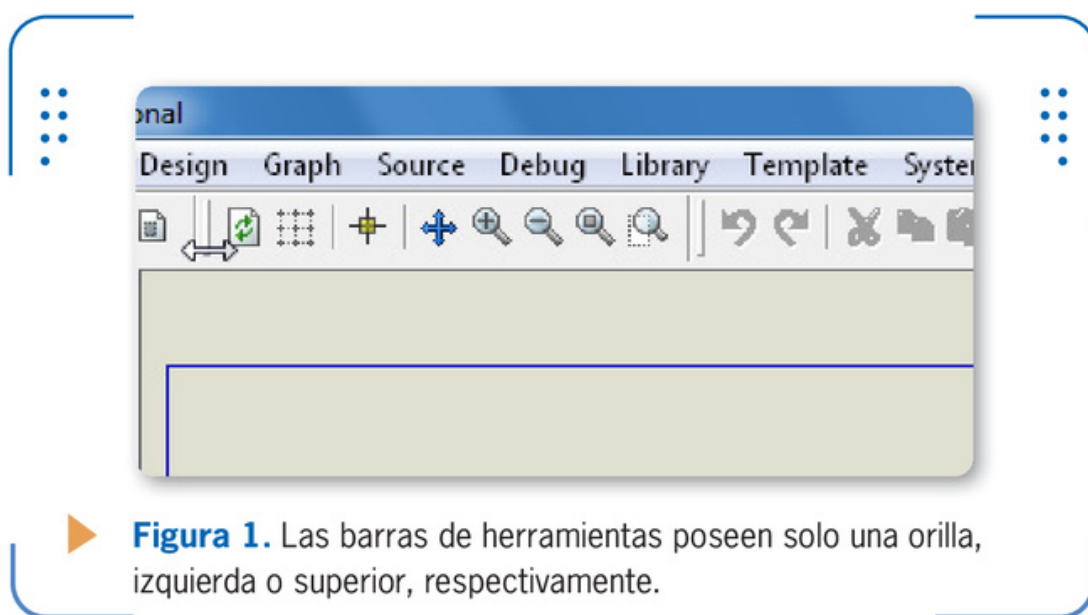 onal
Design Graph Source Debug Library Template System
Figura 1. Las barras de herramientas poseen solo una orilla,
izquierda o superior, respectivamente.